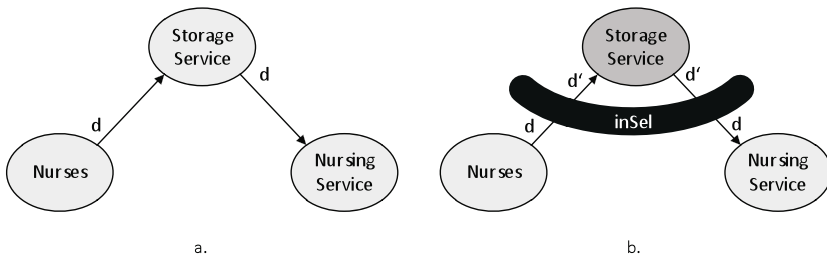 Storage
Service
d
d
Nurses
Nursing
Service
a.
Storage
Service
d‘
d‘
inSel
d
d
Nurses
Nursing
Service
b.